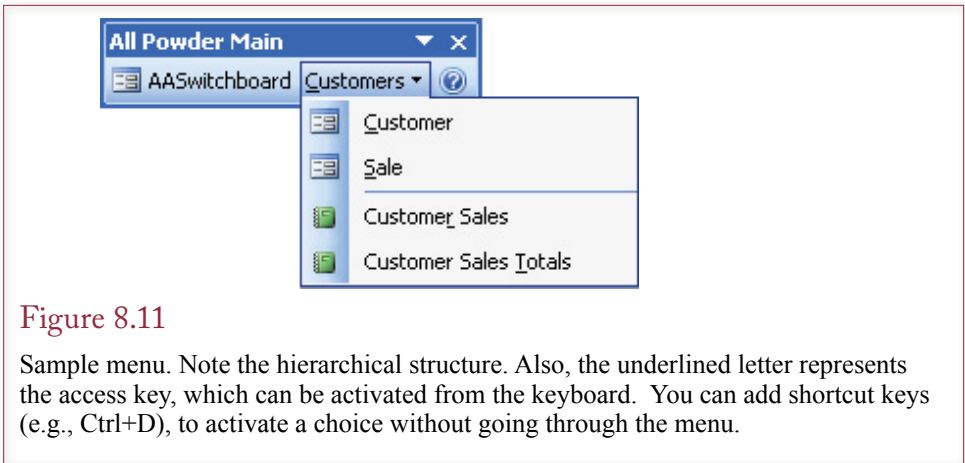 All Powder Main
AASwitchboard Customers
Customer
Sale
Customer Sales
Customer Sales Totals
Figure 8.11
Sample menu. Note the hierarchical structure. Also, the underlined letter represents
the access key, which can be activated from the keyboard. You can add shortcut keys
(e.g., Ctrl+D), to activate a choice without going through the menu.